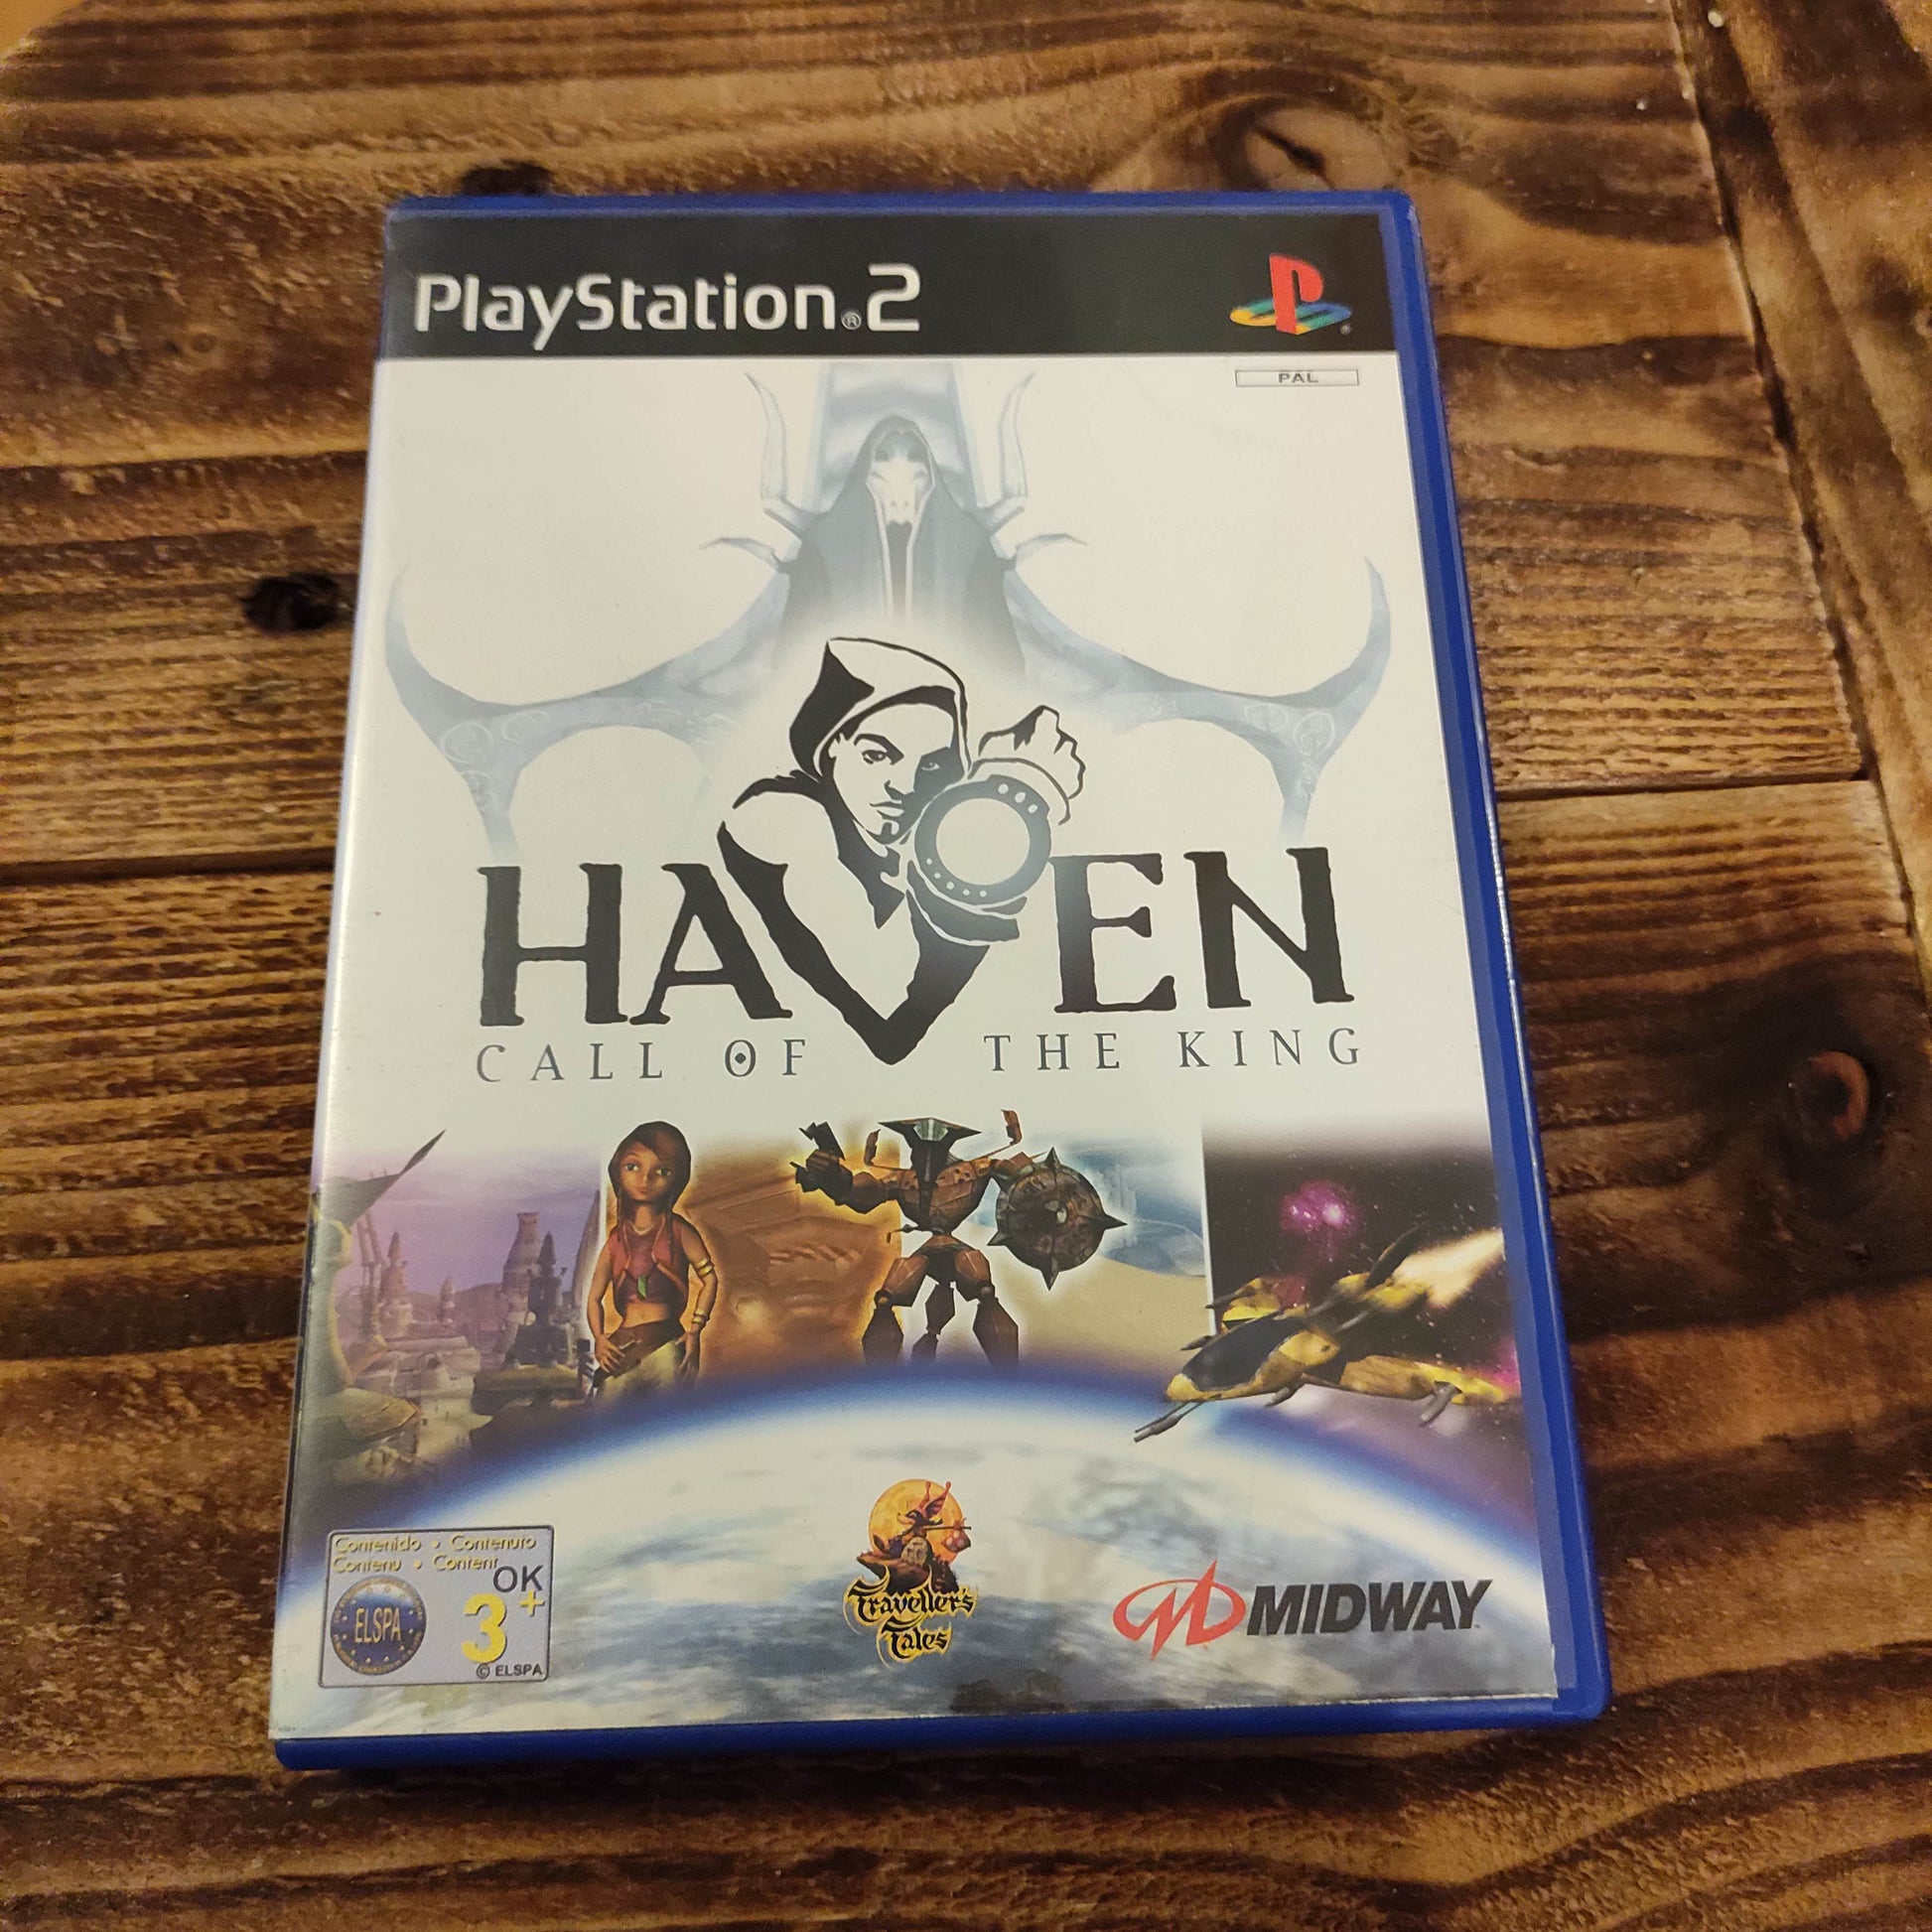 PlayStation®2
PAL
HAVEN
CALL OF THE KING
Contenido • Contenuto
Contenu • Content
OK
3+
ELSPA
© ELSPA
Traveller's
Tales
MIDWAY